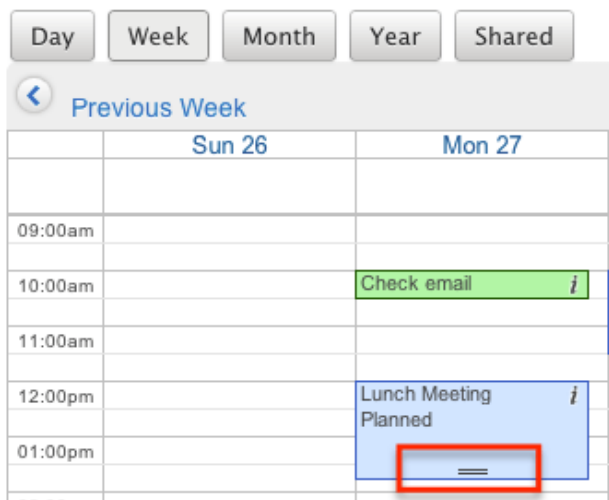 Day Week Month Year Shared
Previous Week
Sun 26 Mon 27
09:00am
10:00am Check email i
11:00am
12:00pm Lunch Meeting i
Planned
01:00pm